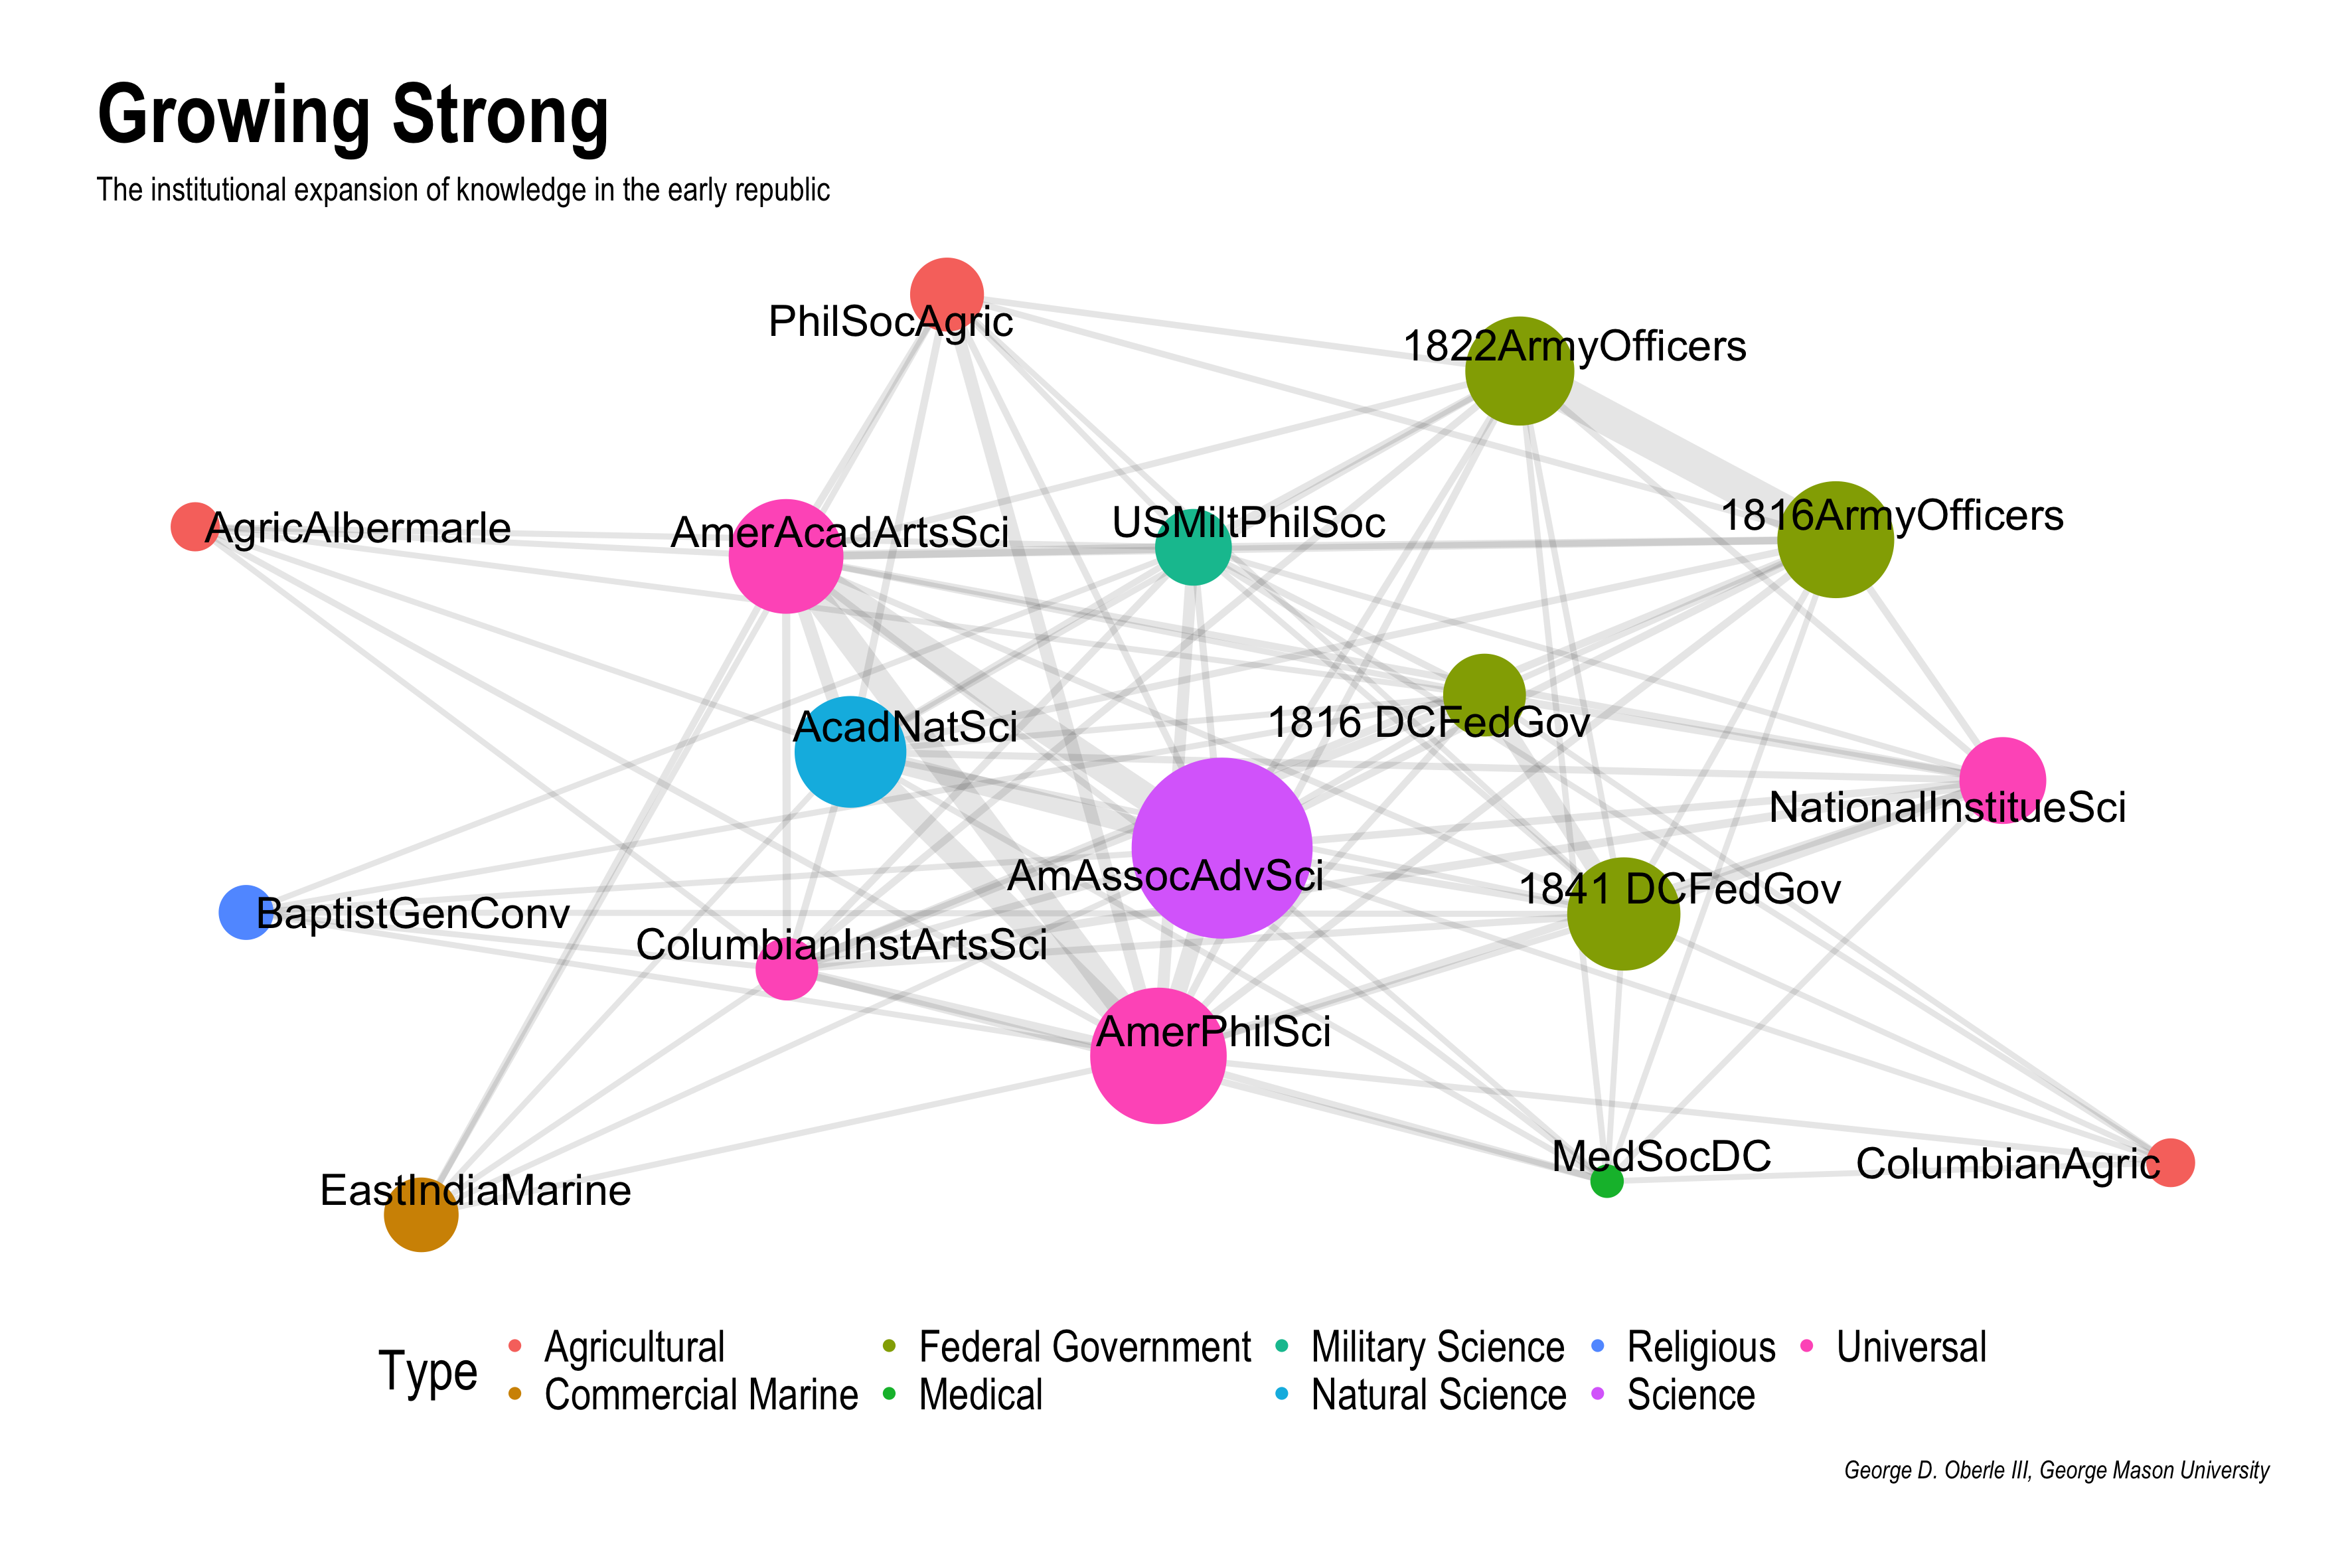 Growing Strong
The institutional expansion of knowledge in the early republic
PhilSocAgric
1822ArmyOfficers
1816ArmyOfficers
AgricAlbermarle
AmerAcadArtsSci
USMiltPhilSoc
AcadNatSci
1816 DCFedGov
NationalInstitueSci
AmAssocAdvSci
1841 DCFedGov
BaptistGenConv
ColumbianInstArtsSci
AmerPhilSci
MedSocDC
ColumbianAgric
EastIndiaMarine
Type
Agricultural
Federal Government
Military Science
Religious
Universal
Commercial Marine
Medical
Natural Science
Science
George D. Oberle III, George Mason University